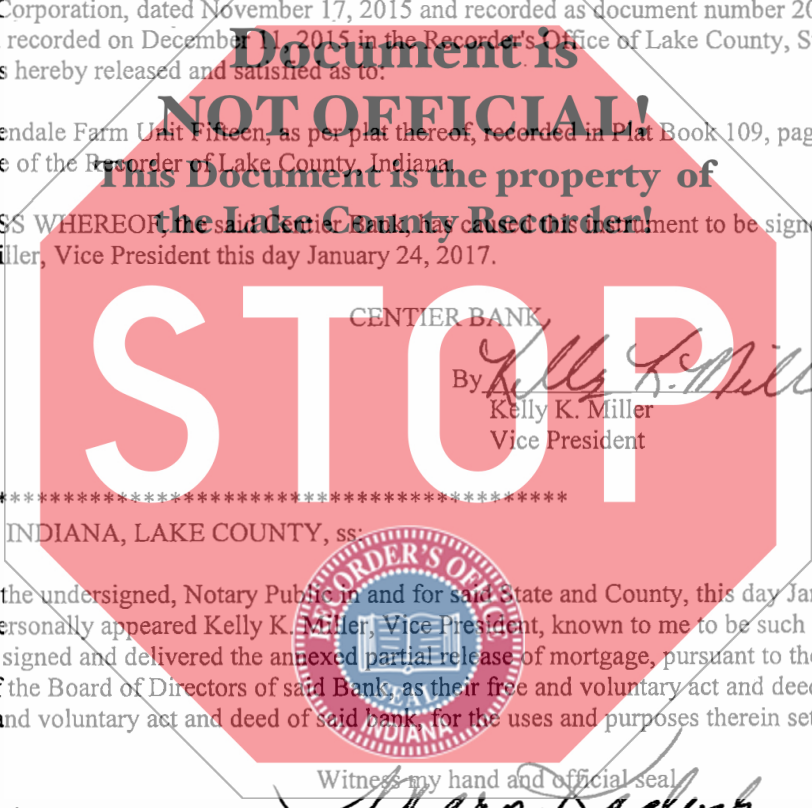 Corporation, dated November 17, 2015 and recorded as document number 20
recorded on December 11, 2015 in the Recorder's Office of Lake County, S
Document is
s hereby released and satisfied as to:
NOT OFFICIAL!
endale Farm Unit Fifteen, as per plat thereof, recorded in Plat Book 109, pag
e of the Recorder of Lake County, Indiana.
This Document is the property of
the Lake County Recorder!
SS WHEREOF, the said Centier Bank, has caused this instrument to be signe
iller, Vice President this day January 24, 2017.
STOP
CENTIER BANK
By Kelly K. Mill
Kelly K. Miller
Vice President
********************************************
INDIANA, LAKE COUNTY, ss:
RECORDER'S OFFICE
SEAL
INDIANA
the undersigned, Notary Public in and for said State and County, this day Jan
ersonally appeared Kelly K. Miller, Vice President, known to me to be such
signed and delivered the annexed partial release of mortgage, pursuant to the
f the Board of Directors of said Bank, as their free and voluntary act and deed
and voluntary act and deed of said bank, for the uses and purposes therein set
Witness my hand and official seal